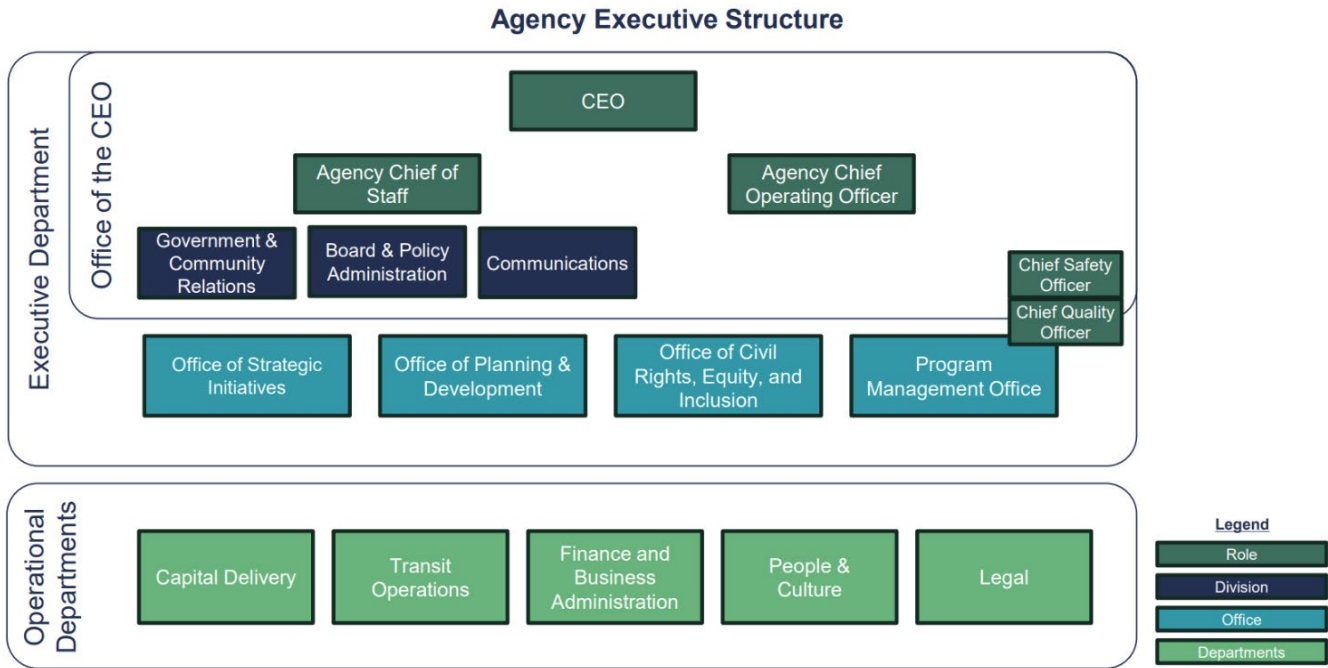 Agency Executive Structure
Executive Department
Office of the CEO
CEO
Agency Chief of
Staff
Agency Chief
Operating Officer
Government &
Community
Relations
Board & Policy
Administration
Communications
Chief Safety
Officer
Chief Quality
Officer
Office of Strategic
Initiatives
Office of Planning &
Development
Office of Civil
Rights, Equity, and
Inclusion
Program
Management Office
Operational
Departments
Capital Delivery
Transit
Operations
Finance and
Business
Administration
People &
Culture
Legal
Legend
Role
Division
Office
Departments